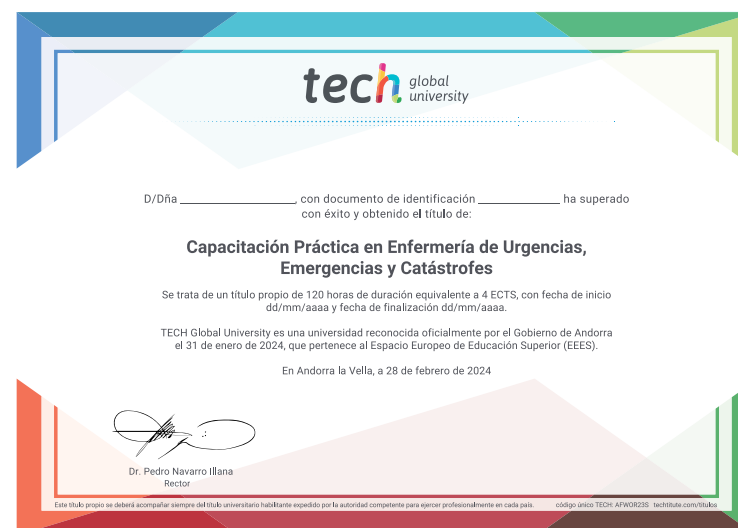 tech global university
D/Dña ____________________, con documento de identificación ______________ ha superado
con éxito y obtenido el título de:
Capacitación Práctica en Enfermería de Urgencias,
Emergencias y Catástrofes
Se trata de un título propio de 120 horas de duración equivalente a 4 ECTS, con fecha de inicio
dd/mm/aaaa y fecha de finalización dd/mm/aaaa.
TECH Global University es una universidad reconocida oficialmente por el Gobierno de Andorra
el 31 de enero de 2024, que pertenece al Espacio Europeo de Educación Superior (EEES).
En Andorra la Vella, a 28 de febrero de 2024
Dr. Pedro Navarro Illana
Rector
Este título propio se deberá acompañar siempre del título universitario habilitante expedido por la autoridad competente para ejercer profesionalmente en cada país. código único TECH: AFWOR23S techtitute.com/titulos